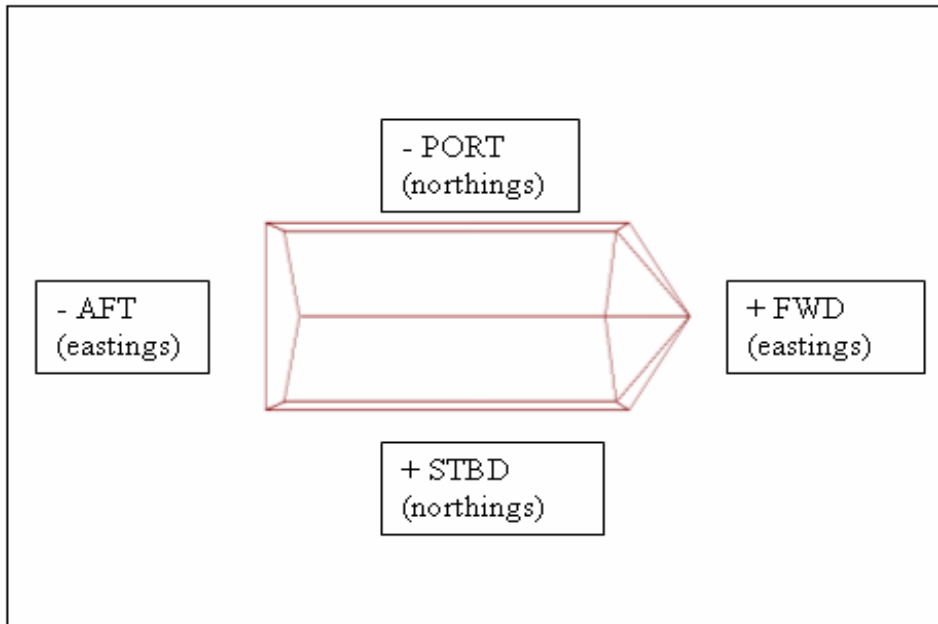 - PORT
(northings)
- AFT
(eastings)
+ FWD
(eastings)
+ STBD
(northings)